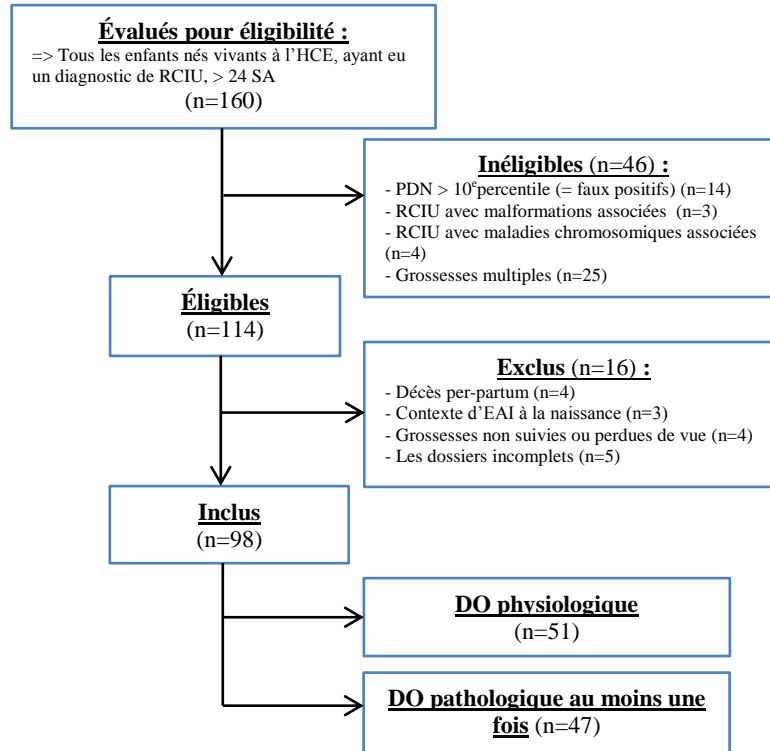 Évalués pour éligibilité :
=> Tous les enfants nés vivants à l'HCE, ayant eu
un diagnostic de RCIU, > 24 SA
(n=160)
Inéligibles (n=46) :
- PDN > 10ᵉpercentile (= faux positifs) (n=14)
- RCIU avec malformations associées (n=3)
- RCIU avec maladies chromosomiques associées
(n=4)
- Grossesses multiples (n=25)
Éligibles
(n=114)
Exclus (n=16) :
- Décès per-partum (n=4)
- Contexte d'EAI à la naissance (n=3)
- Grossesses non suivies ou perdues de vue (n=4)
- Les dossiers incomplets (n=5)
Inclus
(n=98)
DO physiologique
(n=51)
DO pathologique au moins une
fois (n=47)